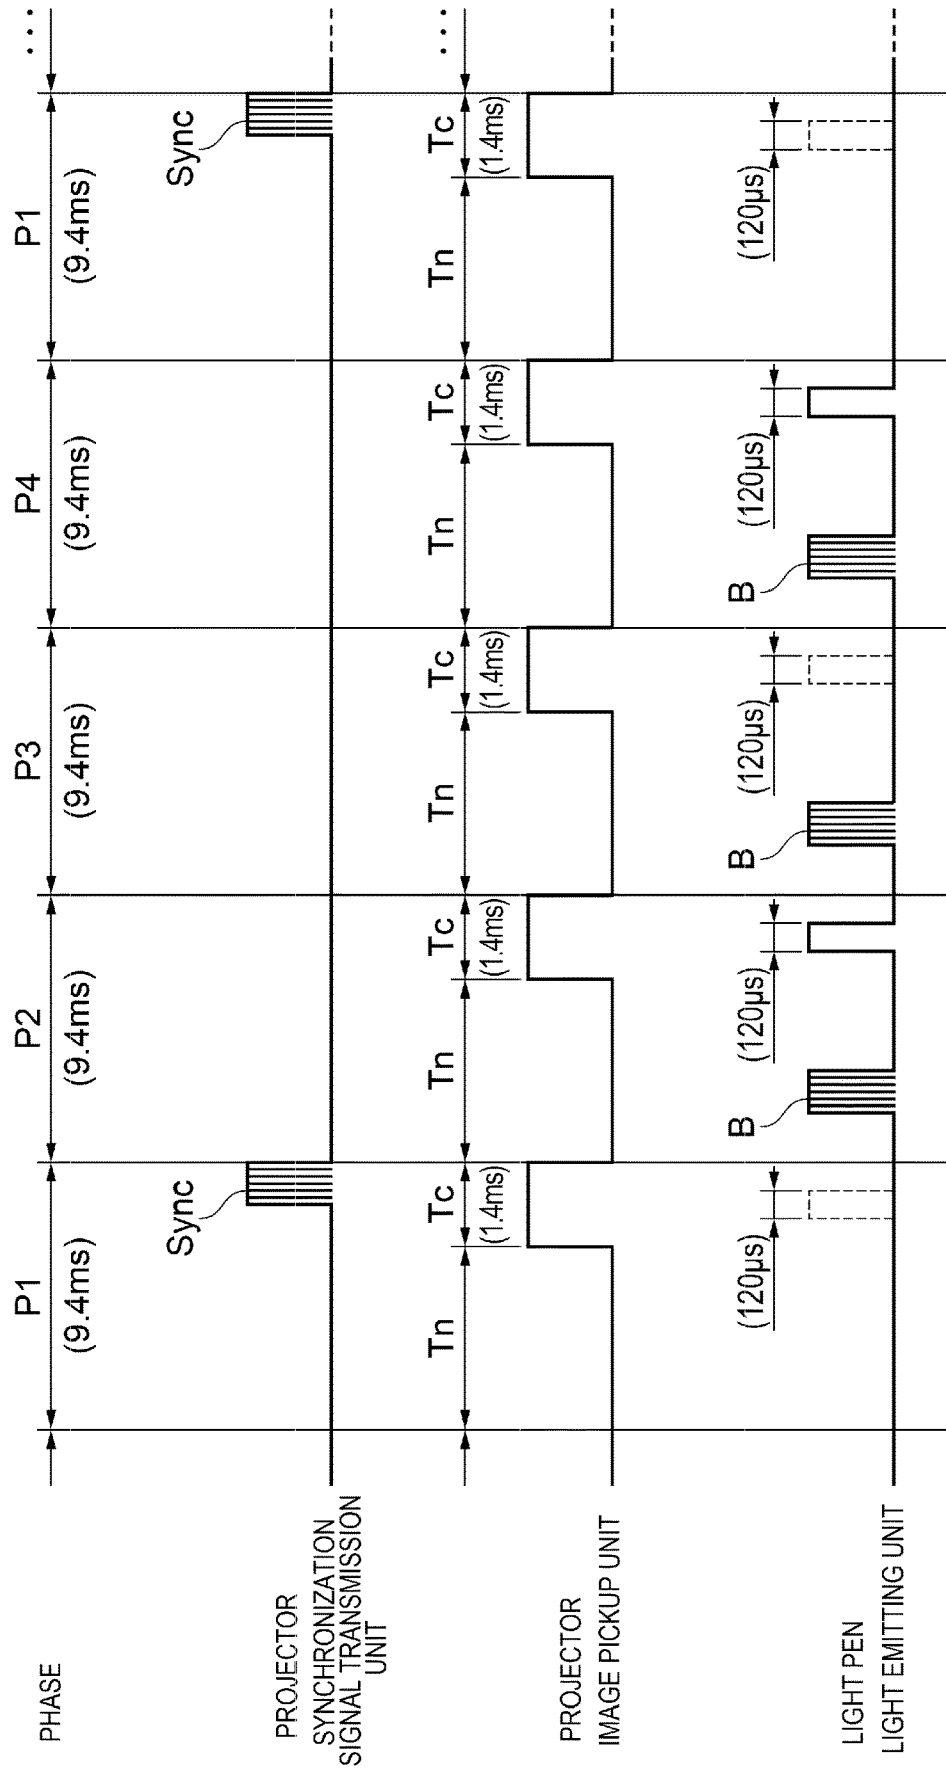 PHASE
P1
(9.4ms)
P2
(9.4ms)
P3
(9.4ms)
P4
(9.4ms)
P1
(9.4ms)
...
PROJECTOR
SYNCHRONIZATION
SIGNAL TRANSMISSION
UNIT
Sync
Sync
PROJECTOR
IMAGE PICKUP UNIT
Tn
Tc
(1.4ms)
Tn
Tc
(1.4ms)
Tn
Tc
(1.4ms)
Tn
Tc
(1.4ms)
Tn
Tc
(1.4ms)
...
LIGHT PEN
LIGHT EMITTING UNIT
(120μs)
B
(120μs)
B
(120μs)
B
(120μs)
(120μs)